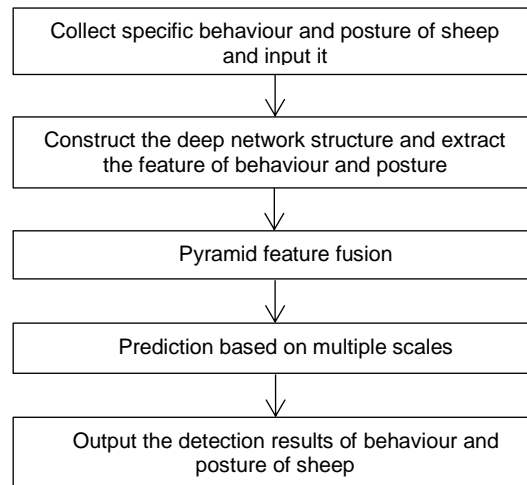 Collect specific behaviour and posture of sheep
and input it
Construct the deep network structure and extract
the feature of behaviour and posture
Pyramid feature fusion
Prediction based on multiple scales
Output the detection results of behaviour and
posture of sheep